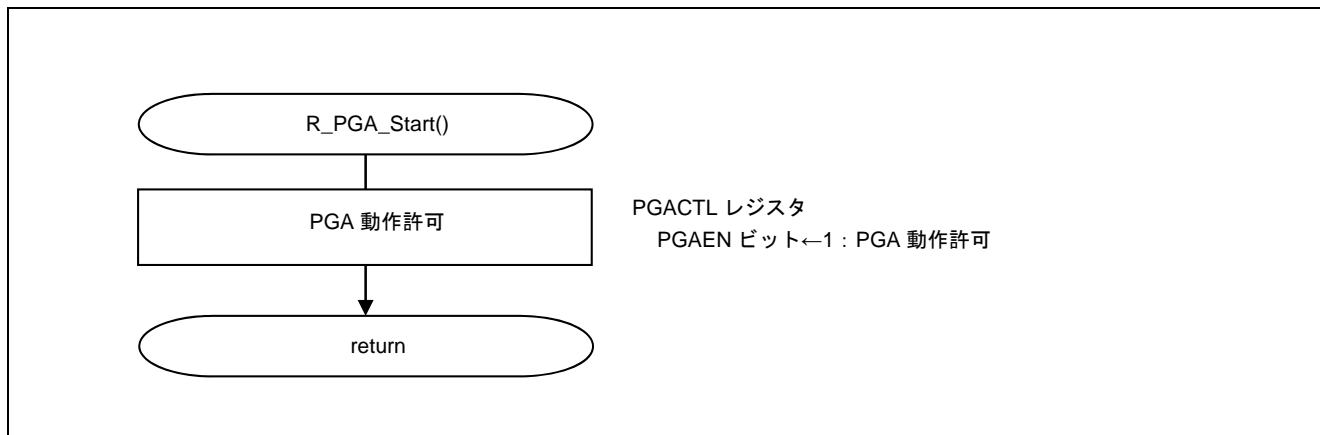 R_PGA_Start()
PGA 動作許可
PGACTL レジスタ
PGAEN ビット←1：PGA 動作許可
return